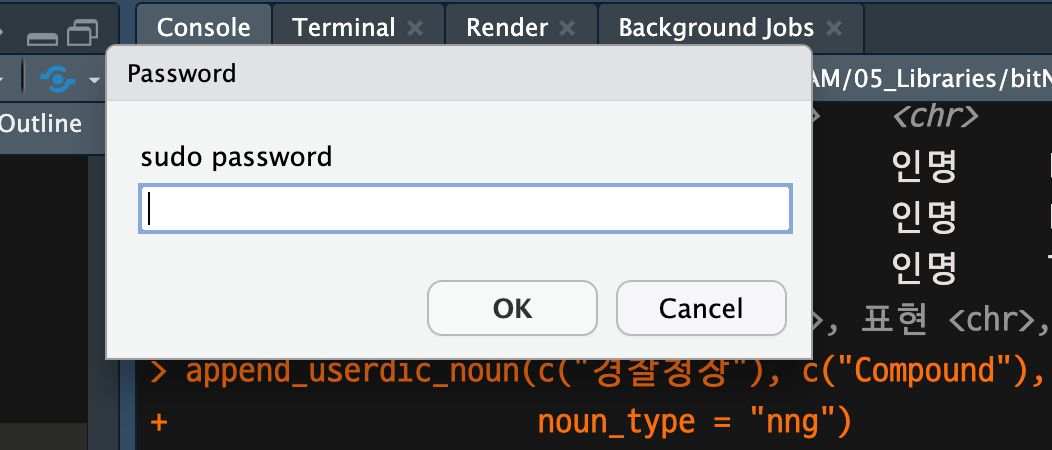 Console Terminal Render Background Jobs
Password
AM/05_Libraries/bitN
Outline
<chr>
sudo password
인명
인명
인명
OK Cancel
>, 표현 <chr>,
> append_userdic_noun(c("경찰청장"), c("Compound"),
+ noun_type = "nng")